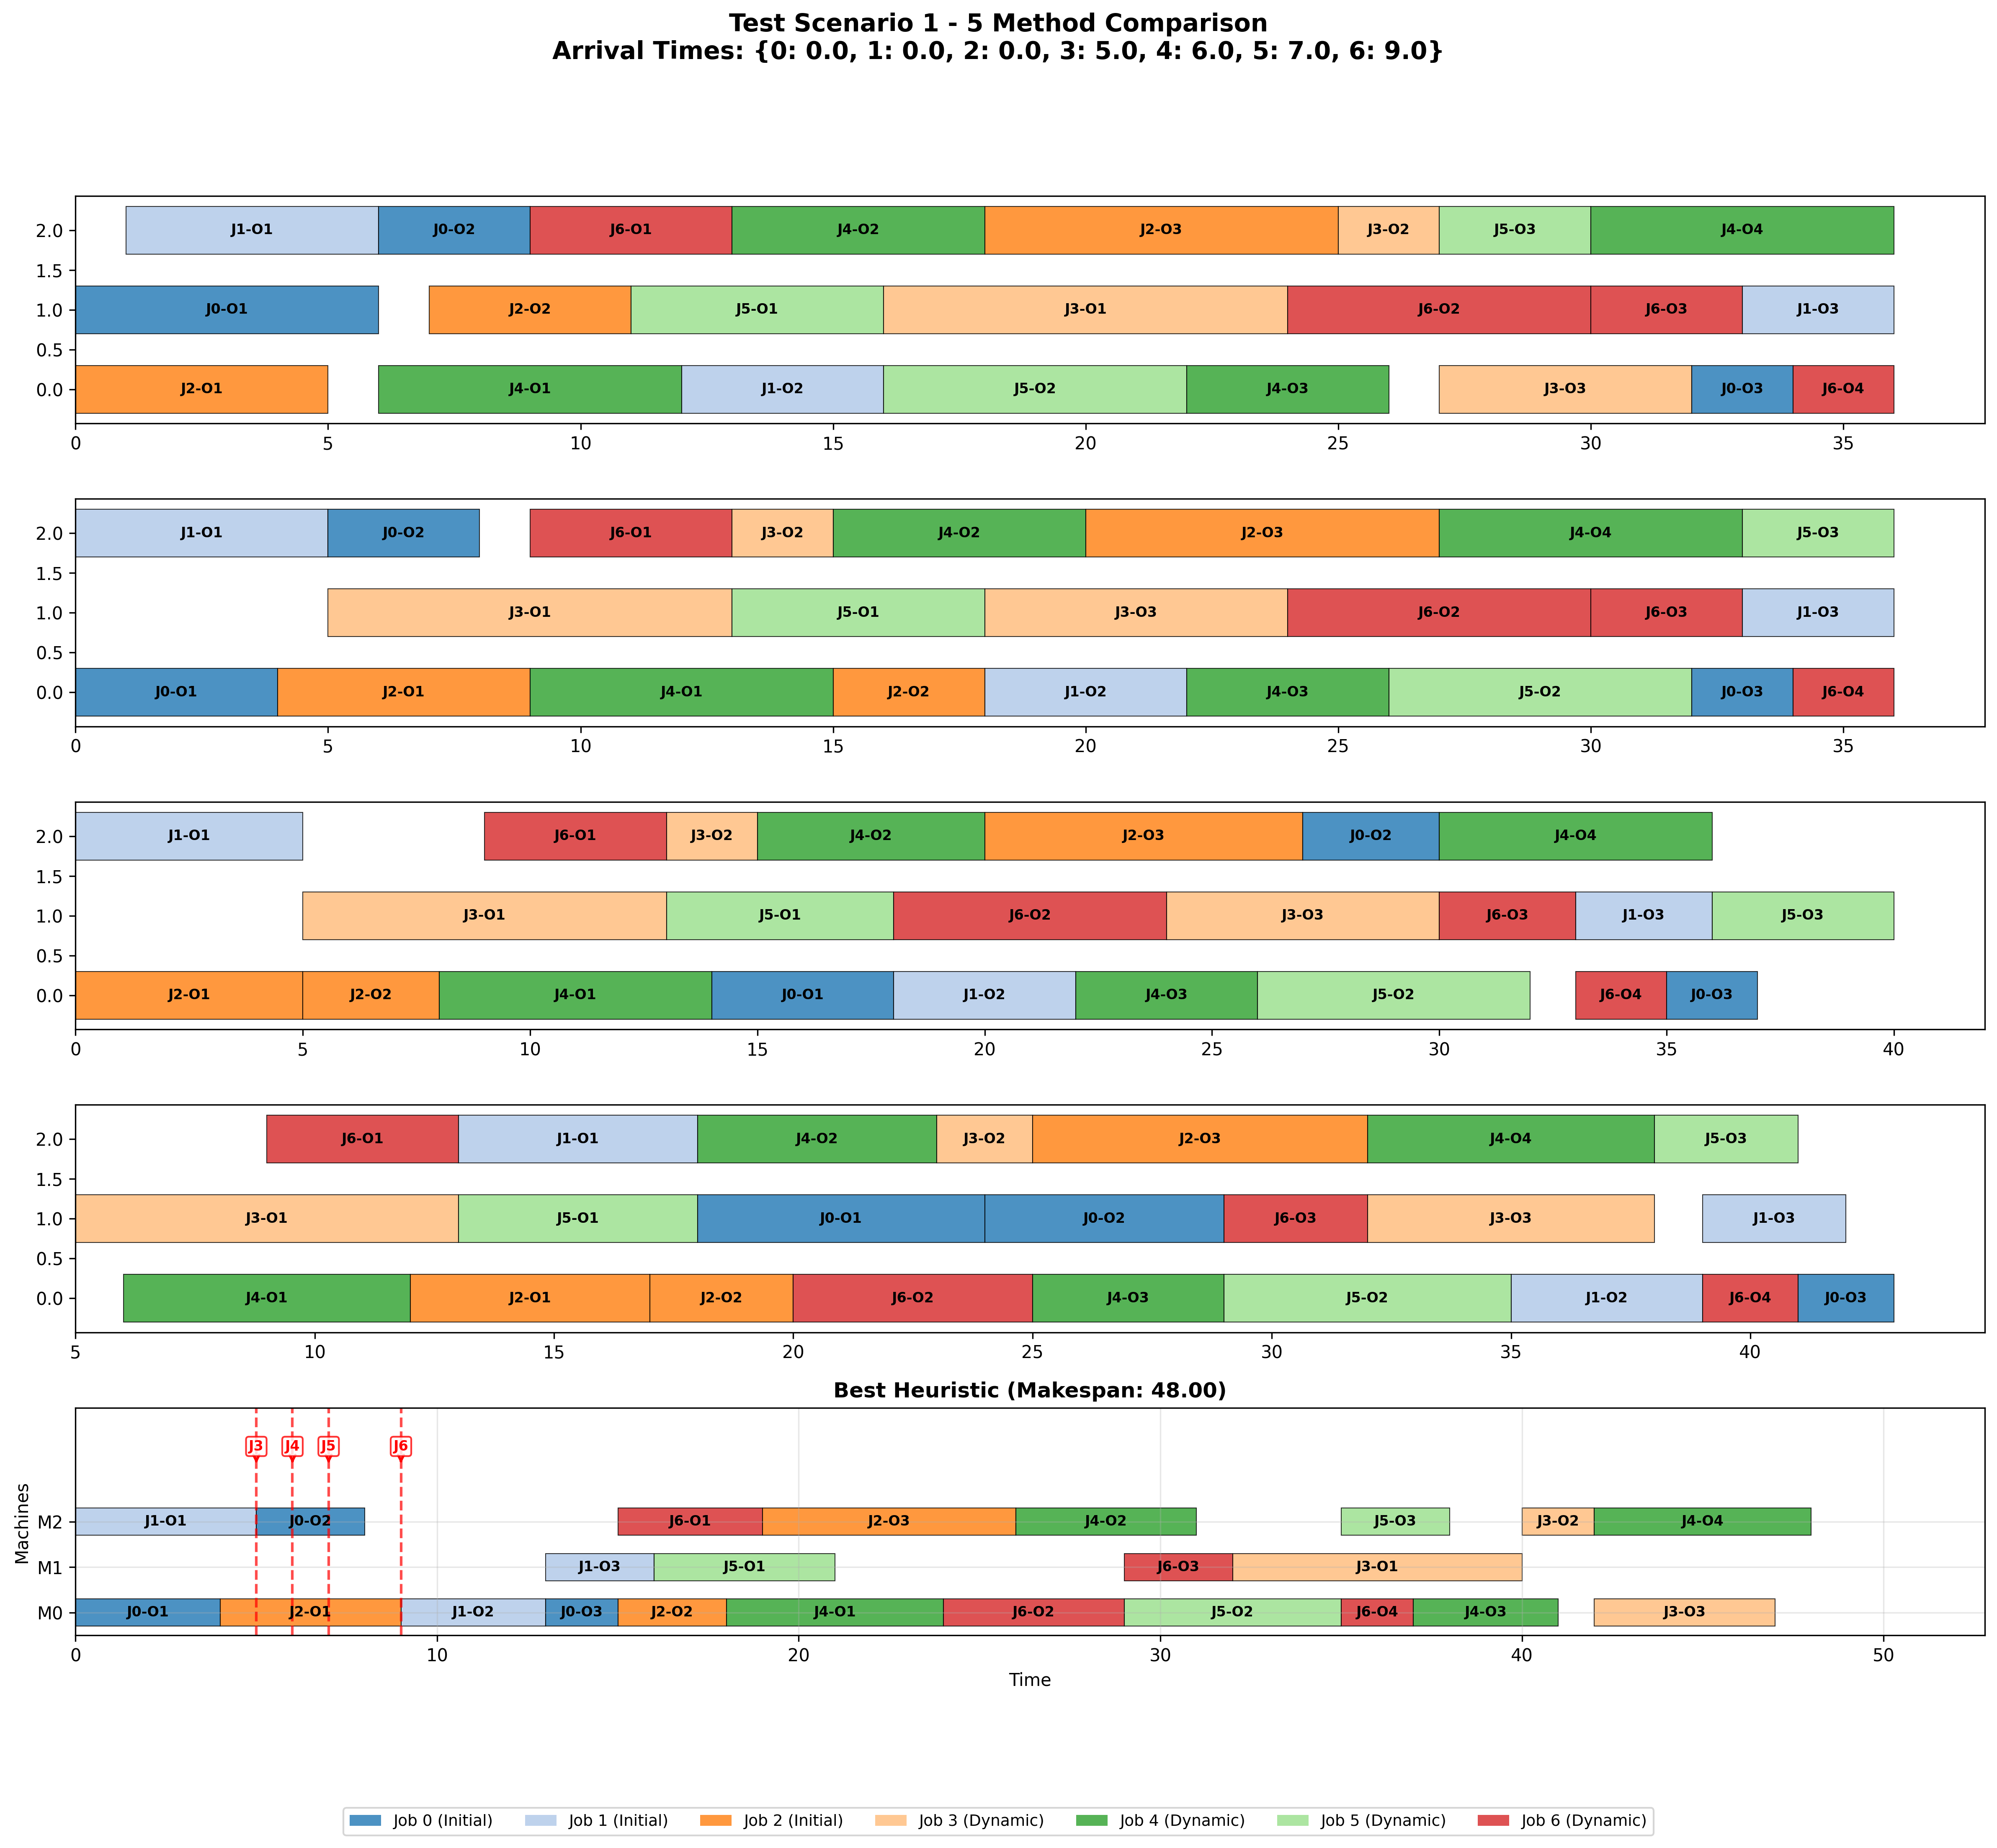 Test Scenario 1 - 5 Method Comparison
Arrival Times: {0: 0.0, 1: 0.0, 2: 0.0, 3: 5.0, 4: 6.0, 5: 7.0, 6: 9.0}
2.0 J1-O1 J0-O2 J6-O1 J4-O2 J2-O3 J3-O2 J5-O3 J4-O4
1.5
1.0 J0-O1 J2-O2 J5-O1 J3-O1 J6-O2 J6-O3 J1-O3
0.5
0.0 J2-O1 J4-O1 J1-O2 J5-O2 J4-O3 J3-O3 J0-O3 J6-O4
0 5 10 15 20 25 30 35
2.0 J1-O1 J0-O2 J6-O1 J3-O2 J4-O2 J2-O3 J4-O4 J5-O3
1.5
1.0 J3-O1 J5-O1 J3-O3 J6-O2 J6-O3 J1-O3
0.5
0.0 J0-O1 J2-O1 J4-O1 J2-O2 J1-O2 J4-O3 J5-O2 J0-O3 J6-O4
0 5 10 15 20 25 30 35
2.0 J1-O1 J6-O1 J3-O2 J4-O2 J2-O3 J0-O2 J4-O4
1.5
1.0 J3-O1 J5-O1 J6-O2 J3-O3 J6-O3 J1-O3 J5-O3
0.5
0.0 J2-O1 J2-O2 J4-O1 J0-O1 J1-O2 J4-O3 J5-O2 J6-O4 J0-O3
0 5 10 15 20 25 30 35 40
2.0 J6-O1 J1-O1 J4-O2 J3-O2 J2-O3 J4-O4 J5-O3
1.5
1.0 J3-O1 J5-O1 J0-O1 J0-O2 J6-O3 J3-O3 J1-O3
0.5
0.0 J4-O1 J2-O1 J2-O2 J6-O2 J4-O3 J5-O2 J1-O2 J6-O4 J0-O3
5 10 15 20 25 30 35 40
Best Heuristic (Makespan: 48.00)
J3 J4 J5 J6
Machines
M2 J1-O1 J0-O2 J6-O1 J2-O3 J4-O2 J5-O3 J3-O2 J4-O4
M1 J1-O3 J5-O1 J6-O3 J3-O1
M0 J0-O1 J2-O1 J1-O2 J0-O3 J2-O2 J4-O1 J6-O2 J5-O2 J6-O4 J4-O3 J3-O3
0 10 20 30 40 50
Time
Job 0 (Initial) Job 1 (Initial) Job 2 (Initial) Job 3 (Dynamic) Job 4 (Dynamic) Job 5 (Dynamic) Job 6 (Dynamic)